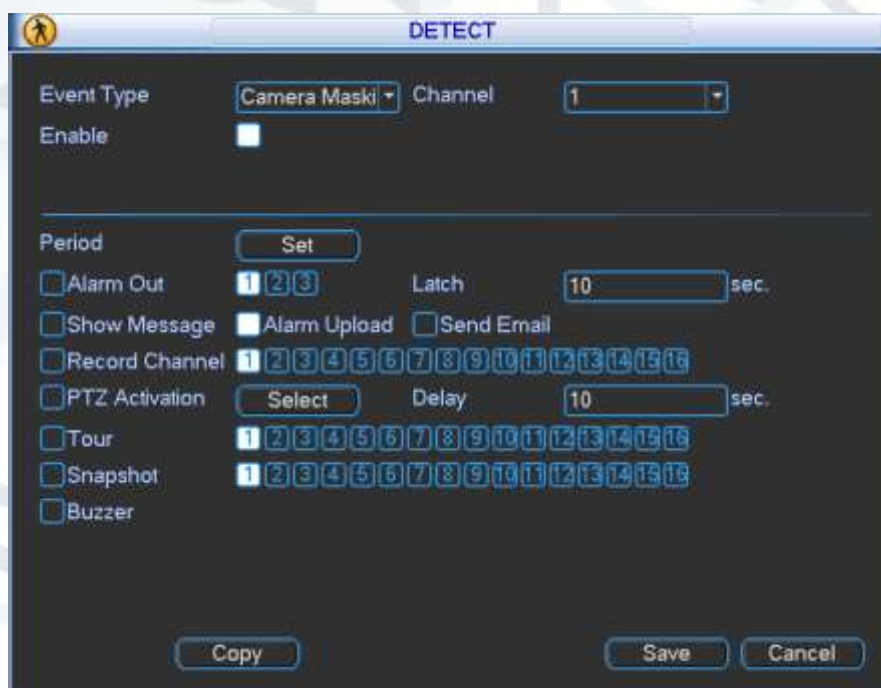 DETECT
Event Type Camera Maski Channel 1
Enable
Period Set
Alarm Out 1 2 3 Latch 10 sec.
Show Message Alarm Upload Send Email
Record Channel 1 2 3 4 5 6 7 8 9 10 11 12 13 14 15 16
PTZ Activation Select Delay 10 sec.
Tour 1 2 3 4 5 6 7 8 9 10 11 12 13 14 15 16
Snapshot 1 2 3 4 5 6 7 8 9 10 11 12 13 14 15 16
Buzzer
Copy Save Cancel